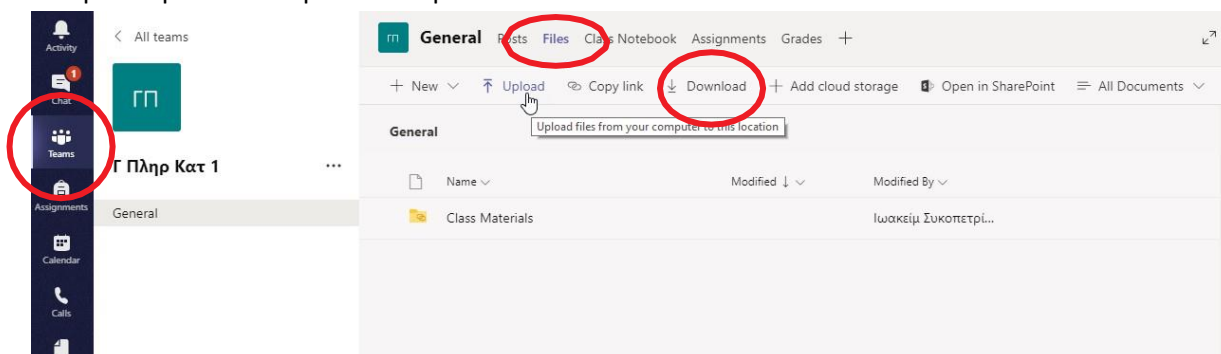 Activity
All teams
ΓΠ General Posts Files Class Notebook Assignments Grades
1
Chat
ΓΠ
New Upload Copy link Download Add cloud storage Open in SharePoint All Documents
Upload files from your computer to this location
General
Teams
Γ Πληρ Κατ 1
Name Modified Modified By
Assignments
General
Class Materials Ιωακείμ Συκοπετρί...
Calendar
Calls